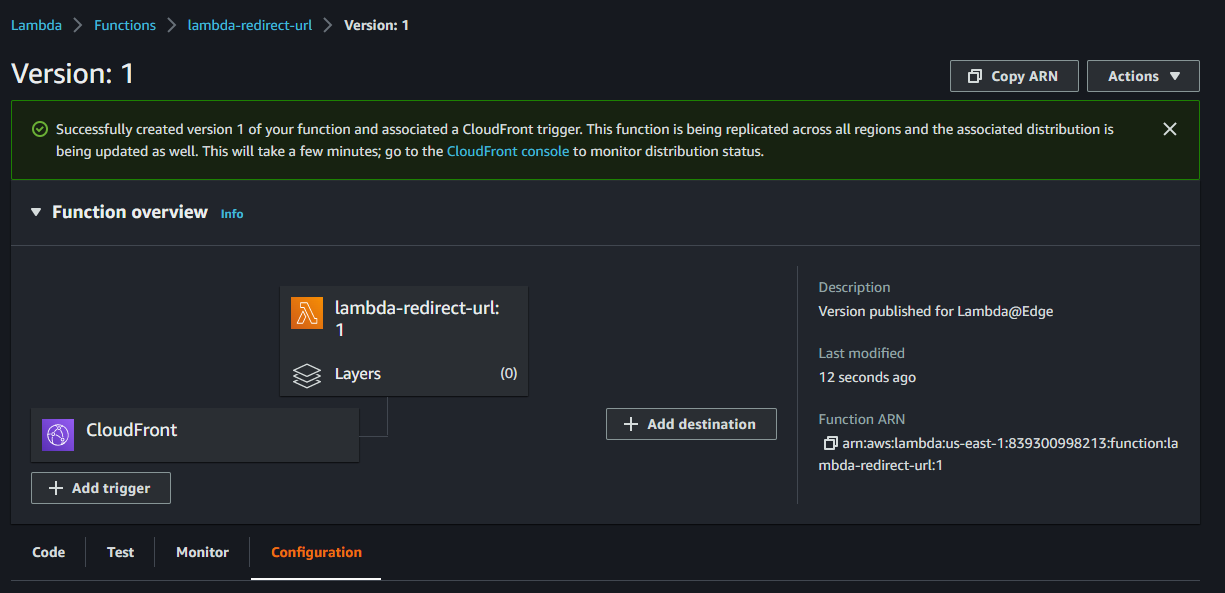 Lambda > Functions > lambda-redirect-url > Version: 1
Version: 1
Copy ARN
Actions
Successfully created version 1 of your function and associated a CloudFront trigger. This function is being replicated across all regions and the associated distribution is
being updated as well. This will take a few minutes; go to the CloudFront console to monitor distribution status.
Function overview Info
lambda-redirect-url:
1
Layers (0)
CloudFront
+ Add trigger
+ Add destination
Description
Version published for Lambda@Edge
Last modified
12 seconds ago
Function ARN
arn:aws:lambda:us-east-1:839300998213:function:la
mbda-redirect-url:1
Code
Test
Monitor
Configuration